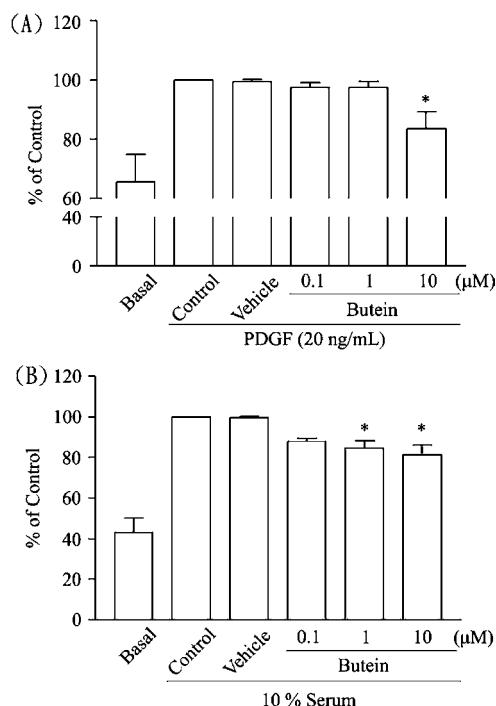 (A)
120
100
80
60
40
0
% of Control
*
Basal
Control
Vehicle
0.1 1 10 (μM)
Butein
PDGF (20 ng/mL)
(B)
120
100
80
60
40
20
0
% of Control
* *
Basal
Control
Vehicle
0.1 1 10 (μM)
Butein
10 % Serum